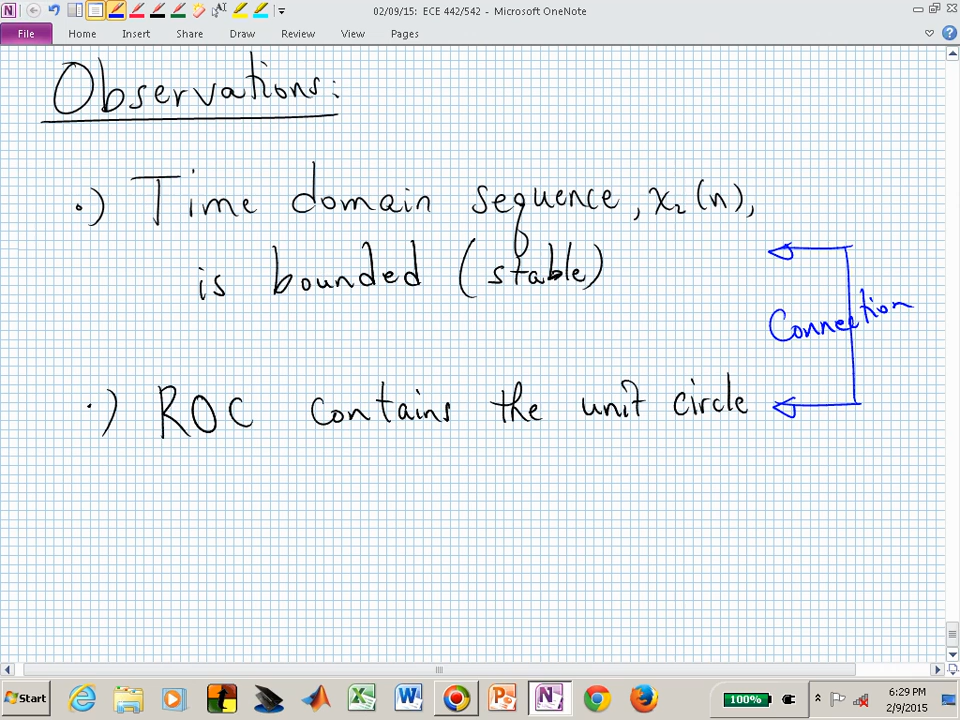 02/09/15: ECE 442/542 - Microsoft OneNote
File Home Insert Share Draw Review View Pages
Observations:
.) Time domain sequence, x₂(n),
is bounded (stable)
Connection
.) ROC contains the unit circle
Start
100%
6:29 PM
2/9/2015